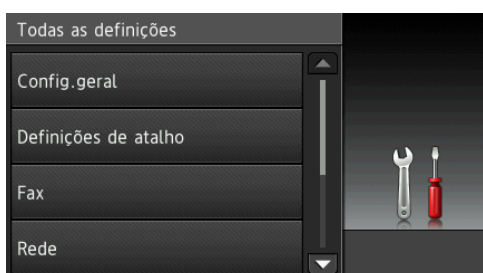 Todas as definições
Config.geral
Definições de atalho
Fax
Rede